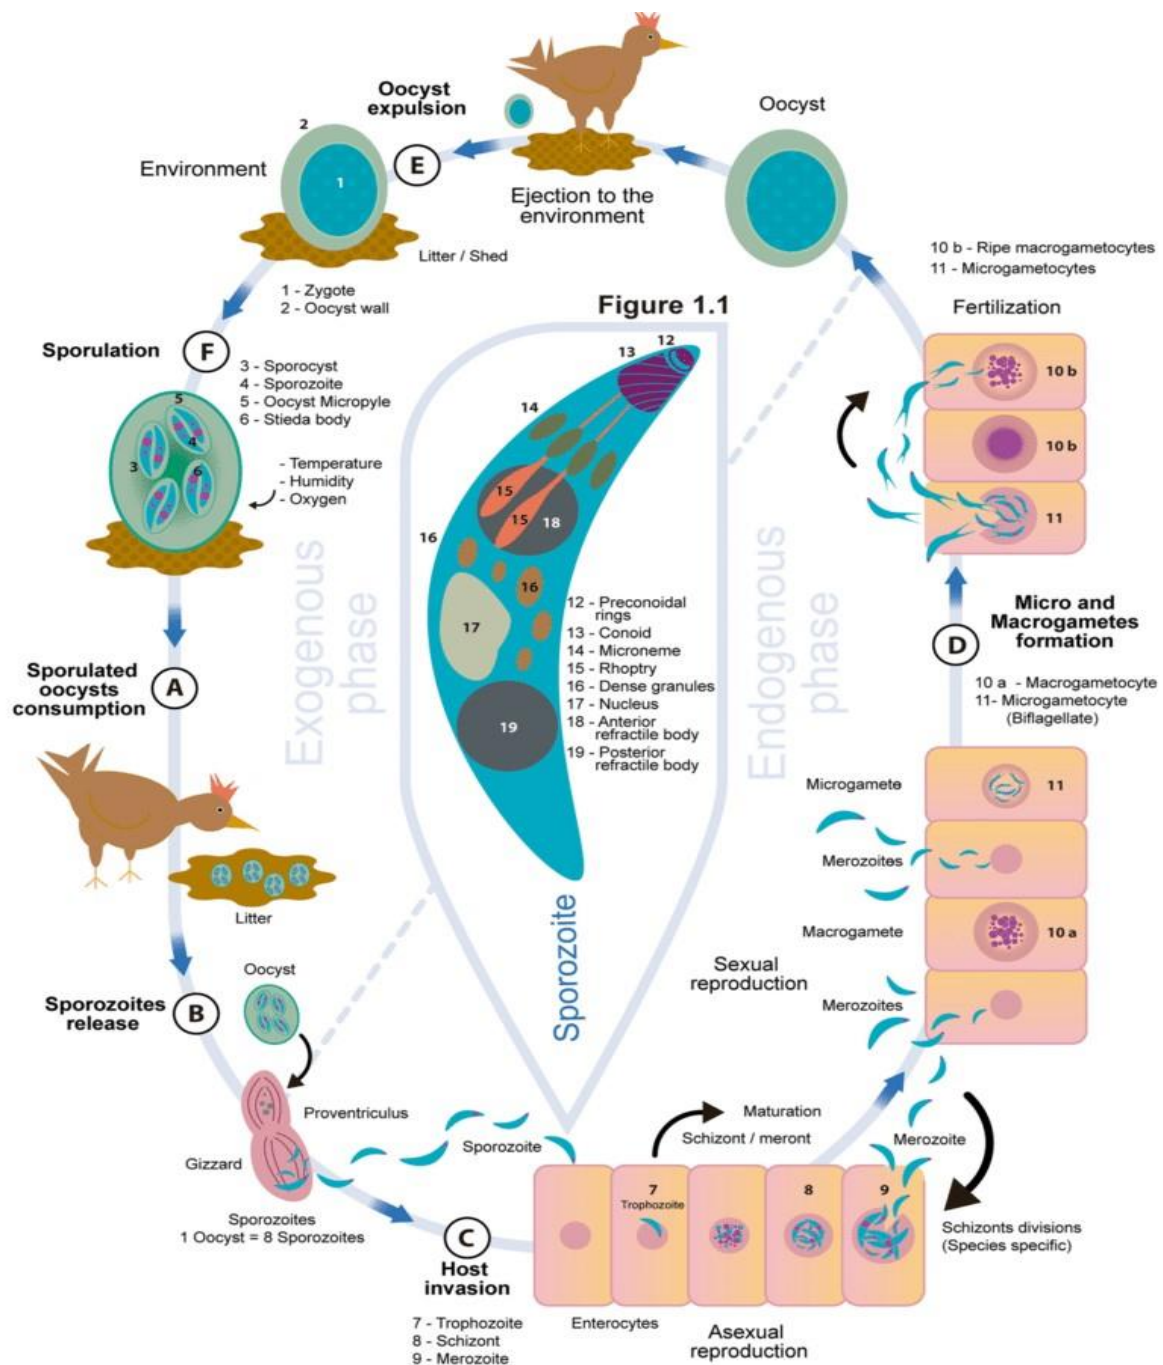 Oocyst
expulsion
Oocyst
2
1
E
Environment
Ejection to the
environment
Litter / Shed
10 b - Ripe macrogametocytes
11 - Microgametocytes
Fertilization
1 - Zygote
2 - Oocyst wall
Figure 1.1
Sporulation
F
3 - Sporocyst
4 - Sporozoite
5 - Oocyst Micropyle
6 - Stieda body
5
4
3
6
- Temperature
- Humidity
- Oxygen
12
13
14
15
15
18
16
16
17
19
10 b
10 b
11
Exogenous
phase
Endogenous
phase
12 - Preconoidal
rings
13 - Conoid
14 - Microneme
15 - Rhoptry
16 - Dense granules
17 - Nucleus
18 - Anterior
refractile body
19 - Posterior
refractile body
Sporozoite
D
Micro and
Macrogametes
formation
10 a - Macrogametocyte
11- Microgametocyte
(Biflagellate)
Sporulated
oocysts
consumption
A
Litter
Microgamete
11
Merozoites
Macrogamete
10 a
Sexual
reproduction
Merozoites
Oocyst
Sporozoites
release
B
Proventriculus
Gizzard
Sporozoites
1 Oocyst = 8 Sporozoites
Sporozoite
Maturation
Schizont / meront
Merozoite
7
Trophozoite
8
9
Schizonts divisions
(Species specific)
C
Host
invasion
7 - Trophozoite
8 - Schizont
9 - Merozoite
Enterocytes
Asexual
reproduction